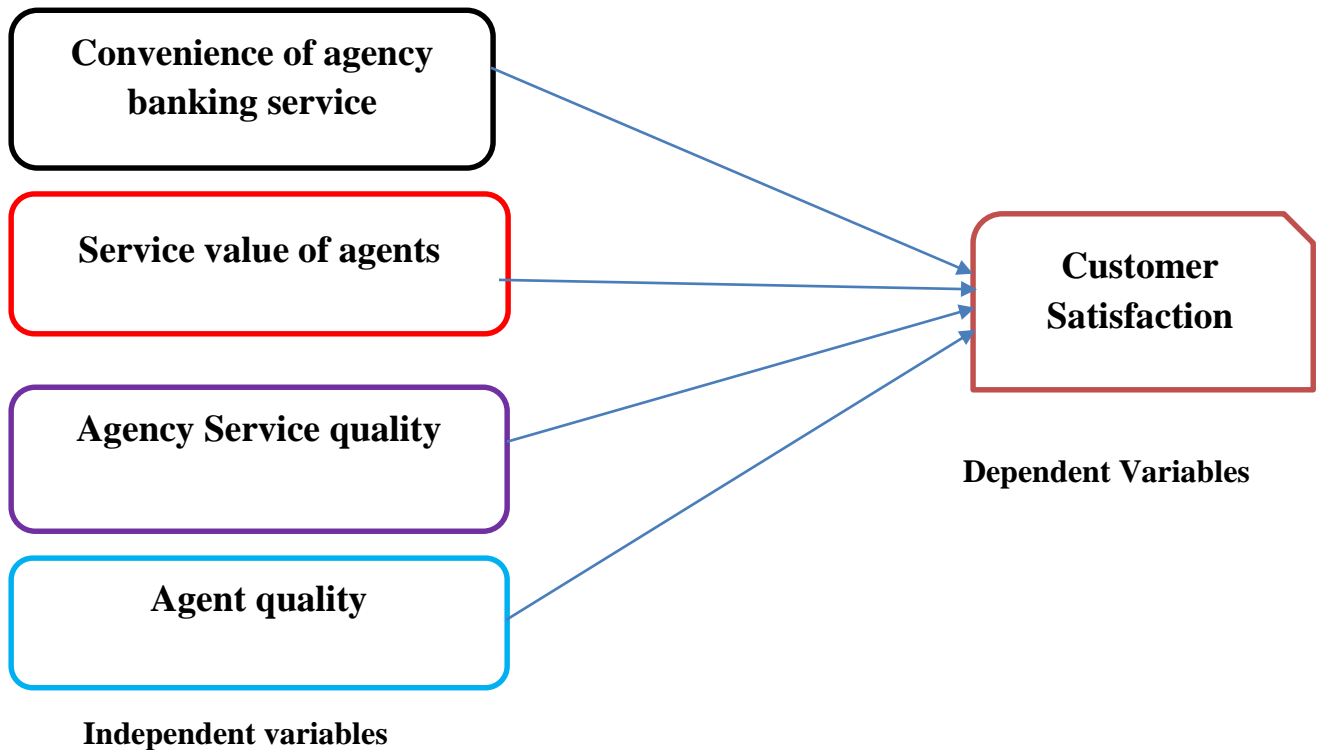 Convenience of agency
banking service
Service value of agents
Agency Service quality
Agent quality
Independent variables
Customer
Satisfaction
Dependent Variables